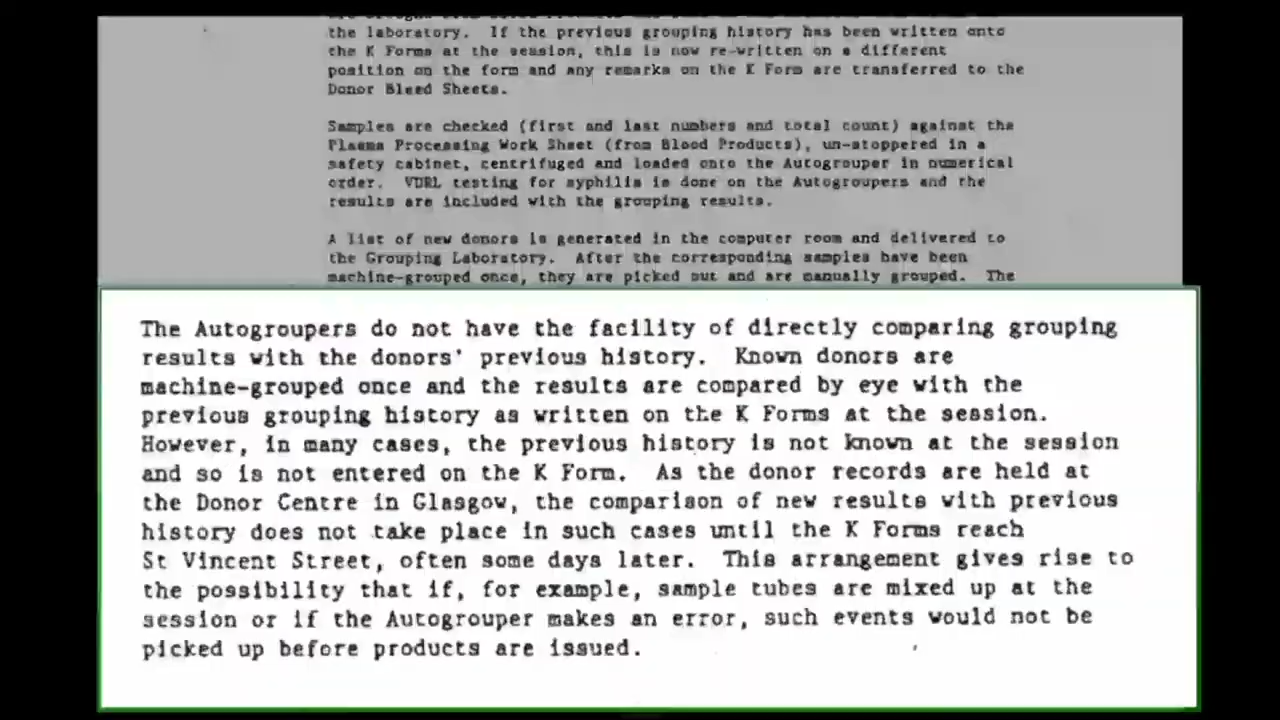 the laboratory. If the previous grouping history has been written onto
the K Forms at the session, this is now re-written on a different
position on the form and any remarks on the K Form are transferred to the
Donor Bleed Sheets.
Samples are checked (first and last numbers and total count) against the
Plasma Processing Work Sheet (from Blood Products), un-stoppered in a
safety cabinet, centrifuged and loaded onto the Autogrouper in numerical
order. VDRL testing for syphilis is done on the Autogroupers and the
results are included with the grouping results.
A list of new donors is generated in the computer room and delivered to
the Grouping Laboratory. After the corresponding samples have been
machine-grouped once, they are picked out and are manually grouped. The
The Autogroupers do not have the facility of directly comparing grouping
results with the donors' previous history. Known donors are
machine-grouped once and the results are compared by eye with the
previous grouping history as written on the K Forms at the session.
However, in many cases, the previous history is not known at the session
and so is not entered on the K Form. As the donor records are held at
the Donor Centre in Glasgow, the comparison of new results with previous
history does not take place in such cases until the K Forms reach
St Vincent Street, often some days later. This arrangement gives rise to
the possibility that if, for example, sample tubes are mixed up at the
session or if the Autogrouper makes an error, such events would not be
picked up before products are issued.